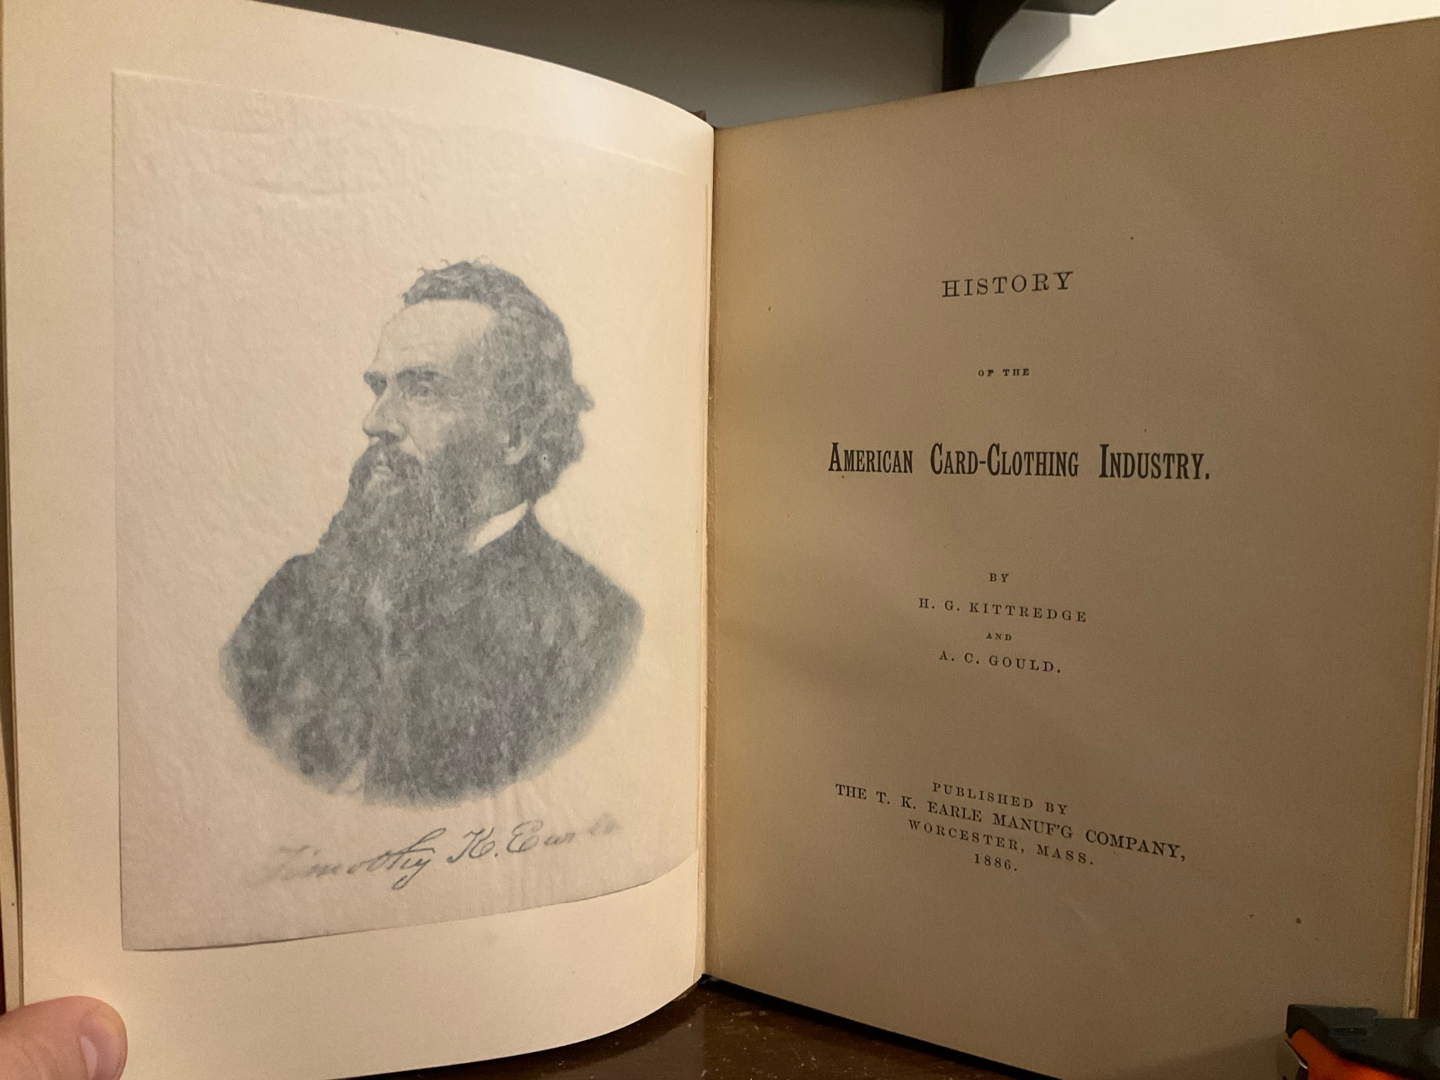 Timothy K. Earle
HISTORY
OF THE
AMERICAN CARD-CLOTHING INDUSTRY.
BY
H. G. KITTREDGE
AND
A. C. GOULD.
PUBLISHED BY
THE T. K. EARLE MANUF'G COMPANY,
WORCESTER, MASS.
1886.